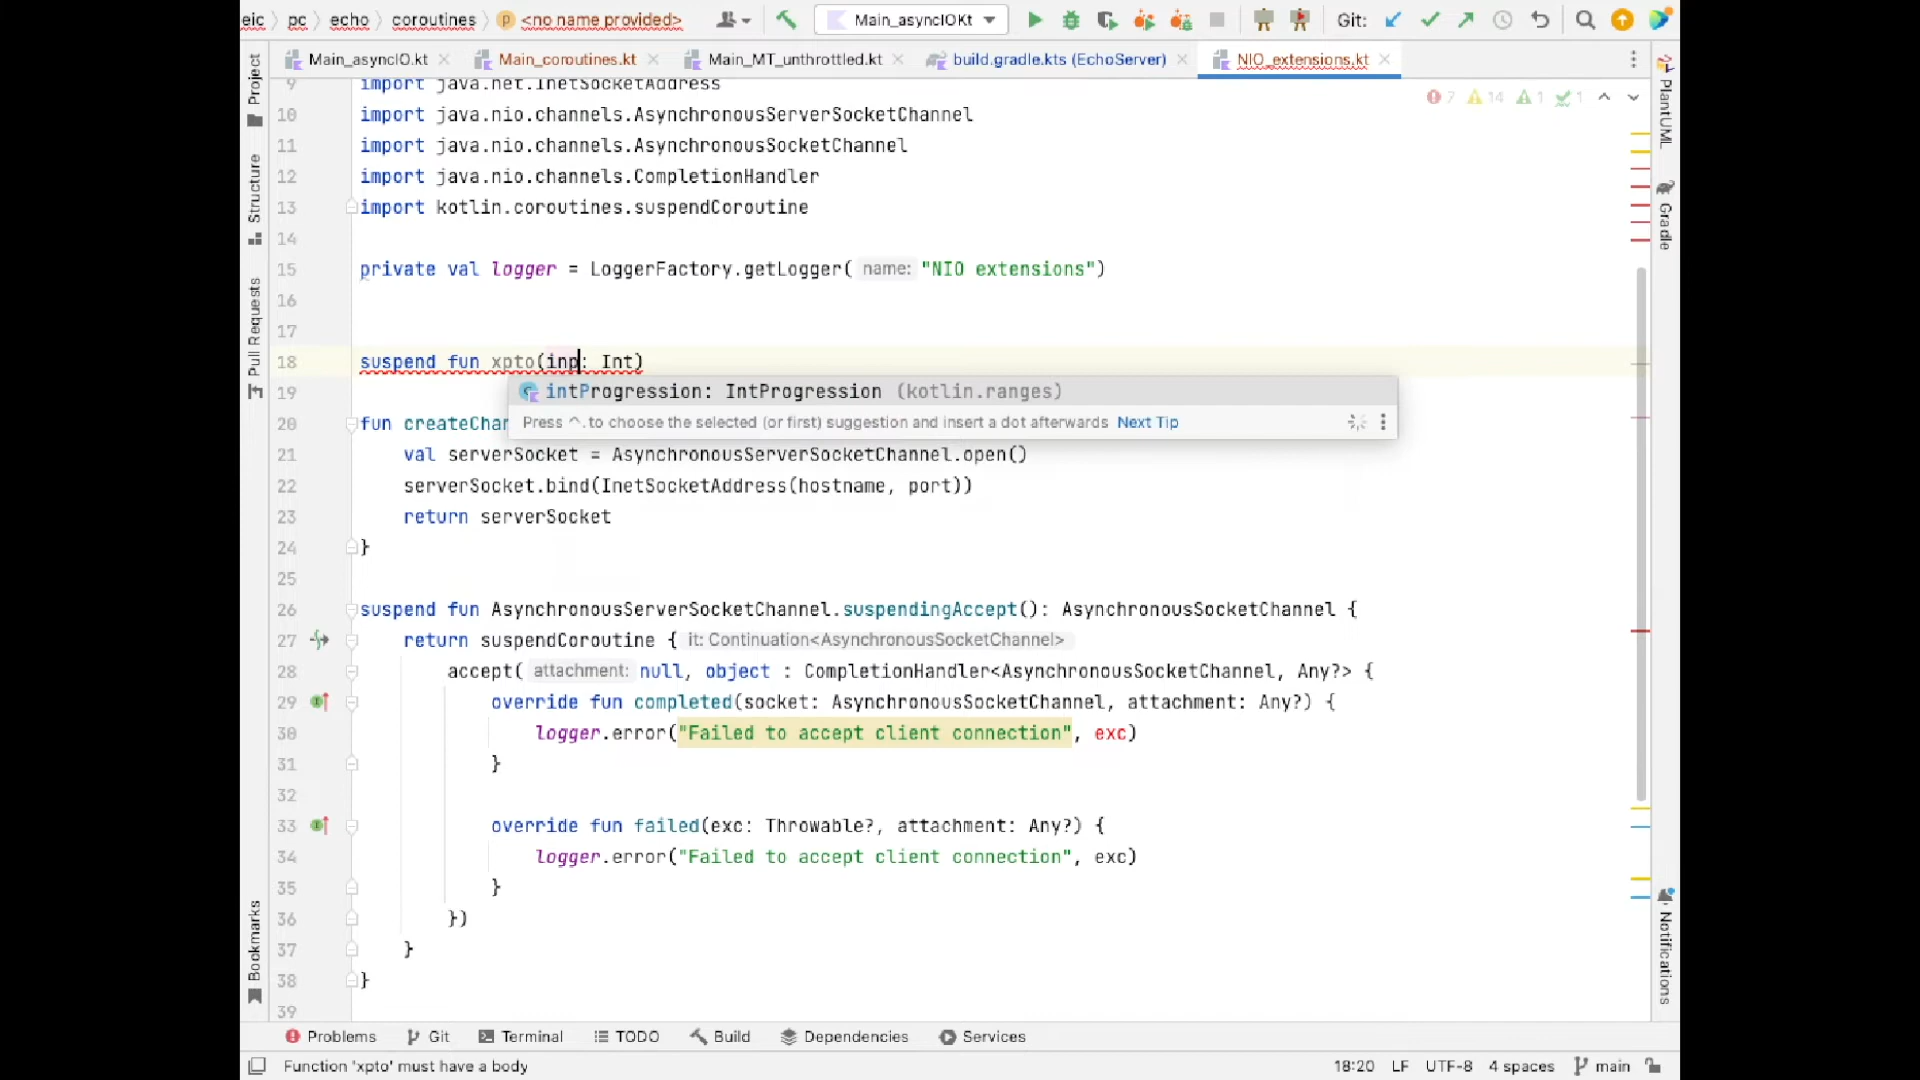 eic pc echo coroutines <no name provided> Main_asyncIOKt Git:
Main_asyncIO.kt Main_coroutines.kt Main_MT_unthrottled.kt build.gradle.kts (EchoServer) NIO_extensions.kt
7 14 1 1
9 import java.net.InetSocketAddress
10 import java.nio.channels.AsynchronousServerSocketChannel
11 import java.nio.channels.AsynchronousSocketChannel
12 import java.nio.channels.CompletionHandler
13 import kotlin.coroutines.suspendCoroutine
14
15 private val logger = LoggerFactory.getLogger( name: "NIO extensions")
16
17
18 suspend fun xpto(inp: Int)
19
intProgression: IntProgression (kotlin.ranges)
Press ^. to choose the selected (or first) suggestion and insert a dot afterwards Next Tip
20 fun createChan
21 val serverSocket = AsynchronousServerSocketChannel.open()
22 serverSocket.bind(InetSocketAddress(hostname, port))
23 return serverSocket
24 }
25
26 suspend fun AsynchronousServerSocketChannel.suspendingAccept(): AsynchronousSocketChannel {
27 return suspendCoroutine { it: Continuation<AsynchronousSocketChannel>
28 accept( attachment: null, object : CompletionHandler<AsynchronousSocketChannel, Any?> {
29 override fun completed(socket: AsynchronousSocketChannel, attachment: Any?) {
30 logger.error("Failed to accept client connection", exc)
31 }
32
33 override fun failed(exc: Throwable?, attachment: Any?) {
34 logger.error("Failed to accept client connection", exc)
35 }
36 })
37 }
38 }
39
Project
Structure
Pull Requests
Bookmarks
PlantUML
Gradle
Notifications
Problems Git Terminal TODO Build Dependencies Services
Function 'xpto' must have a body 18:20 LF UTF-8 4 spaces main